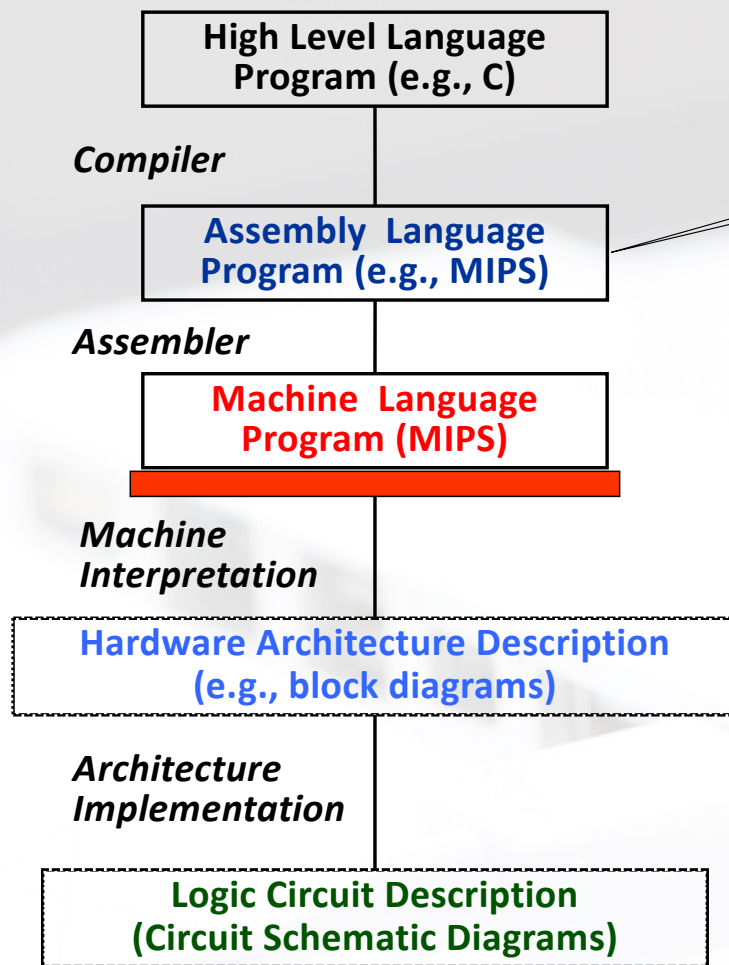 High Level Language
Program (e.g., C)
Compiler
Assembly Language
Program (e.g., MIPS)
Assembler
Machine Language
Program (MIPS)
Machine
Interpretation
Hardware Architecture Description
(e.g., block diagrams)
Architecture
Implementation
Logic Circuit Description
(Circuit Schematic Diagrams)